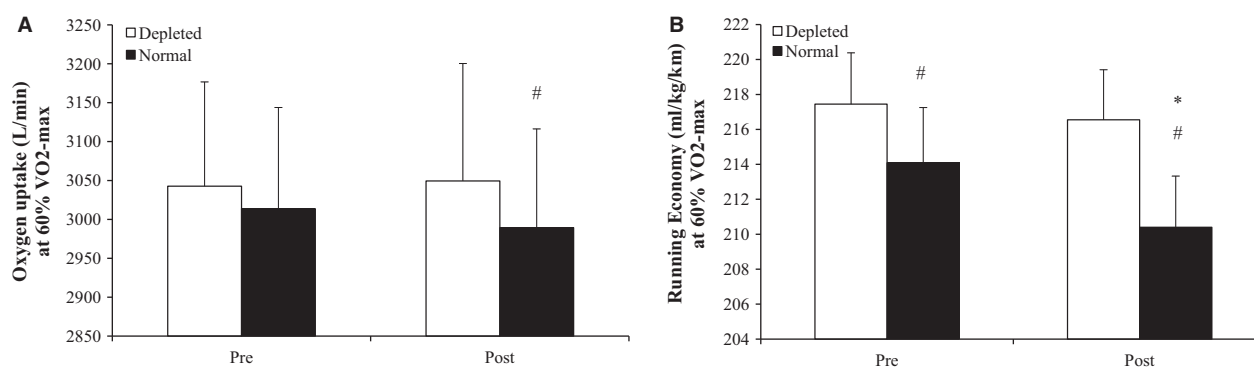 A
Oxygen uptake (L/min)
at 60% VO2-max
3250
3200
3150
3100
3050
3000
2950
2900
2850
Depleted
Normal
#
Pre
Post
B
Running Economy (ml/kg/km)
at 60% VO2-max
222
220
218
216
214
212
210
208
206
204
Depleted
Normal
#
*
#
Pre
Post